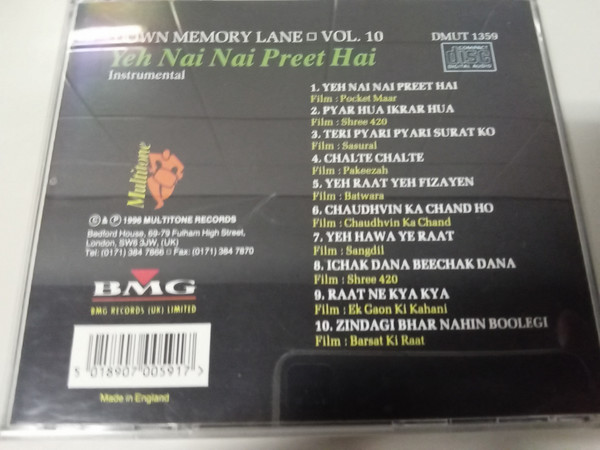 DOWN MEMORY LANE □ VOL. 10
DMUT 1359
Yeh Nai Nai Preet Hai
COMPACT
disc
DIGITAL AUDIO
Instrumental
1. YEH NAI NAI PREET HAI
Film : Pocket Maar
2. PYAR HUA IKRAR HUA
Film : Shree 420
3. TERI PYARI PYARI SURAT KO
Film : Sasural
4. CHALTE CHALTE
Film : Pakeezah
5. YEH RAAT YEH FIZAYEN
Film : Batwara
6. CHAUDHVIN KA CHAND HO
Film : Chaudhvin Ka Chand
7. YEH HAWA YE RAAT
Film : Sangdil
8. ICHAK DANA BEECHAK DANA
Film : Shree 420
9. RAAT NE KYA KYA
Film : Ek Gaon Ki Kahani
10. ZINDAGI BHAR NAHIN BOOLEGI
Film : Barsat Ki Raat
Multitone
© & ℗ 1996 MULTITONE RECORDS
Bedford House, 69-79 Fulham High Street,
London, SW6 3JW, (UK)
Tel: (0171) 384 7866 □ Fax: (0171) 384 7870
BMG
BMG RECORDS (UK) LIMITED
5 018907 005917 >
Made in England